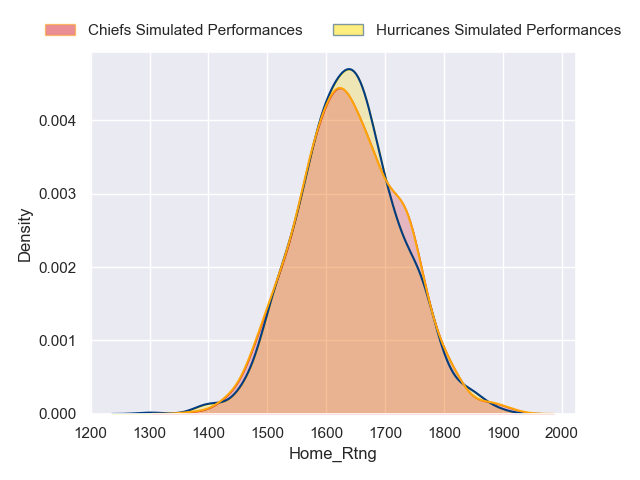 Chiefs Simulated Performances Hurricanes Simulated Performances
0.004
0.003
Density
0.002
0.001
0.000
1200 1300 1400 1500 1600 1700 1800 1900 2000
Home_Rtng